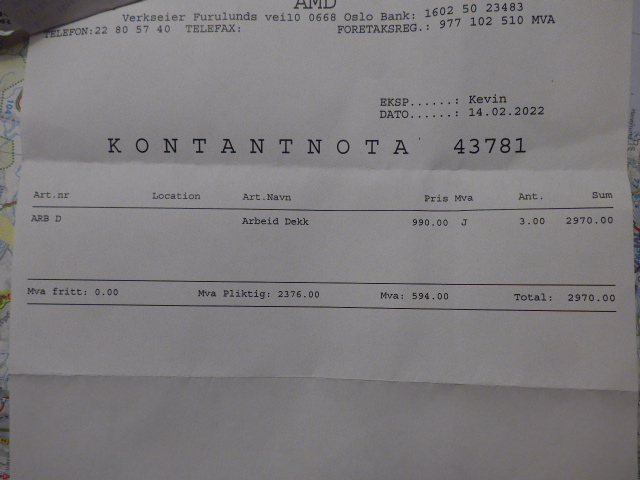 AMD
Verkseier Furulunds vei10 0668 Oslo Bank: 1602 50 23483
TELEFON:22 80 57 40 TELEFAX: FORETAKSREG.: 977 102 510 MVA
EKSP......: Kevin
DATO......: 14.02.2022
KONTANTNOTA 43781
Art.nr Location Art.Navn Pris Mva Ant. Sum
ARB D Arbeid Dekk 990.00 J 3.00 2970.00
Mva fritt: 0.00 Mva Pliktig: 2376.00 Mva: 594.00 Total: 2970.00